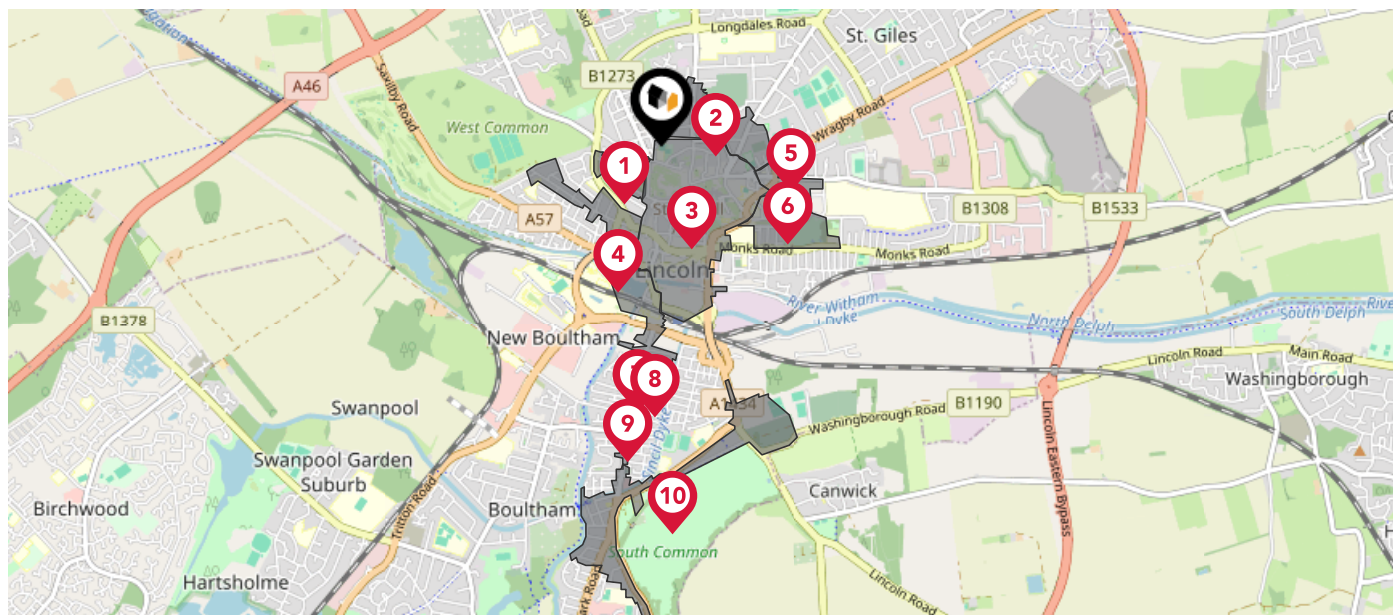 Longdales Road
St. Giles
B1273
A46
Saxilby Road
West Common
2
Wragby Road
5
1
3
6
A57
B1308
B1533
Monks Road
Monks Road
4
Lincoln
River Witham
North Delph
South Delph
B1378
New Boultham
Lincoln Road
Main Road
Washingborough
8
Swanpool
B1190
Washingborough Road
9
Sincil Dyke
Swanpool Garden
Suburb
Tritton Road
Lincoln Eastern Bypass
10
Canwick
Birchwood
Boultham
South Common
Hartsholme
Lincoln Road